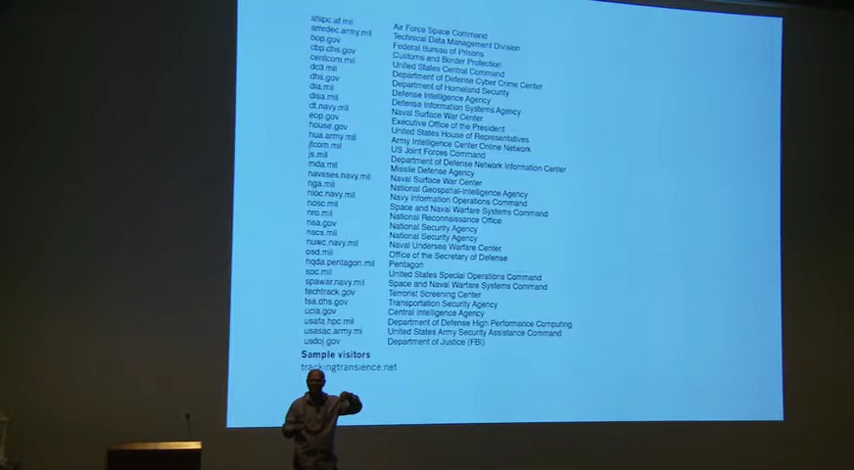 afspc.af.mil Air Force Space Command
amrdec.army.mil Technical Data Management Division
bop.gov Federal Bureau of Prisons
cbp.dhs.gov Customs and Border Protection
centcom.mil United States Central Command
dc3.mil Department of Defense Cyber Crime Center
dhs.gov Department of Homeland Security
dia.mil Defense Intelligence Agency
disa.mil Defense Information Systems Agency
dt.navy.mil Naval Surface War Center
eop.gov Executive Office of the President
house.gov United States House of Representatives
hua.army.mil Army Intelligence Center Online Network
jfcom.mil US Joint Forces Command
js.mil Department of Defense Network Information Center
mda.mil Missile Defense Agency
navsses.navy.mil Naval Surface War Center
nga.mil National Geospatial-Intelligence Agency
nioc.navy.mil Navy Information Operations Command
nosc.mil Space and Naval Warfare Systems Command
nro.mil National Reconnaissance Office
nsa.gov National Security Agency
nscs.mil National Security Agency
nuwc.navy.mil Naval Undersea Warfare Center
osd.mil Office of the Secretary of Defense
hqda.pentagon.mil Pentagon
soc.mil United States Special Operations Command
spawar.navy.mil Space and Naval Warfare Systems Command
techtrack.gov Terrorist Screening Center
tsa.dhs.gov Transportation Security Agency
ucia.gov Central Intelligence Agency
usafa.hpc.mil Department of Defense High Performance Computing
usasac.army.mi United States Army Security Assistance Command
usdoj.gov Department of Justice (FBI)
Sample visitors
trackingtransience.net